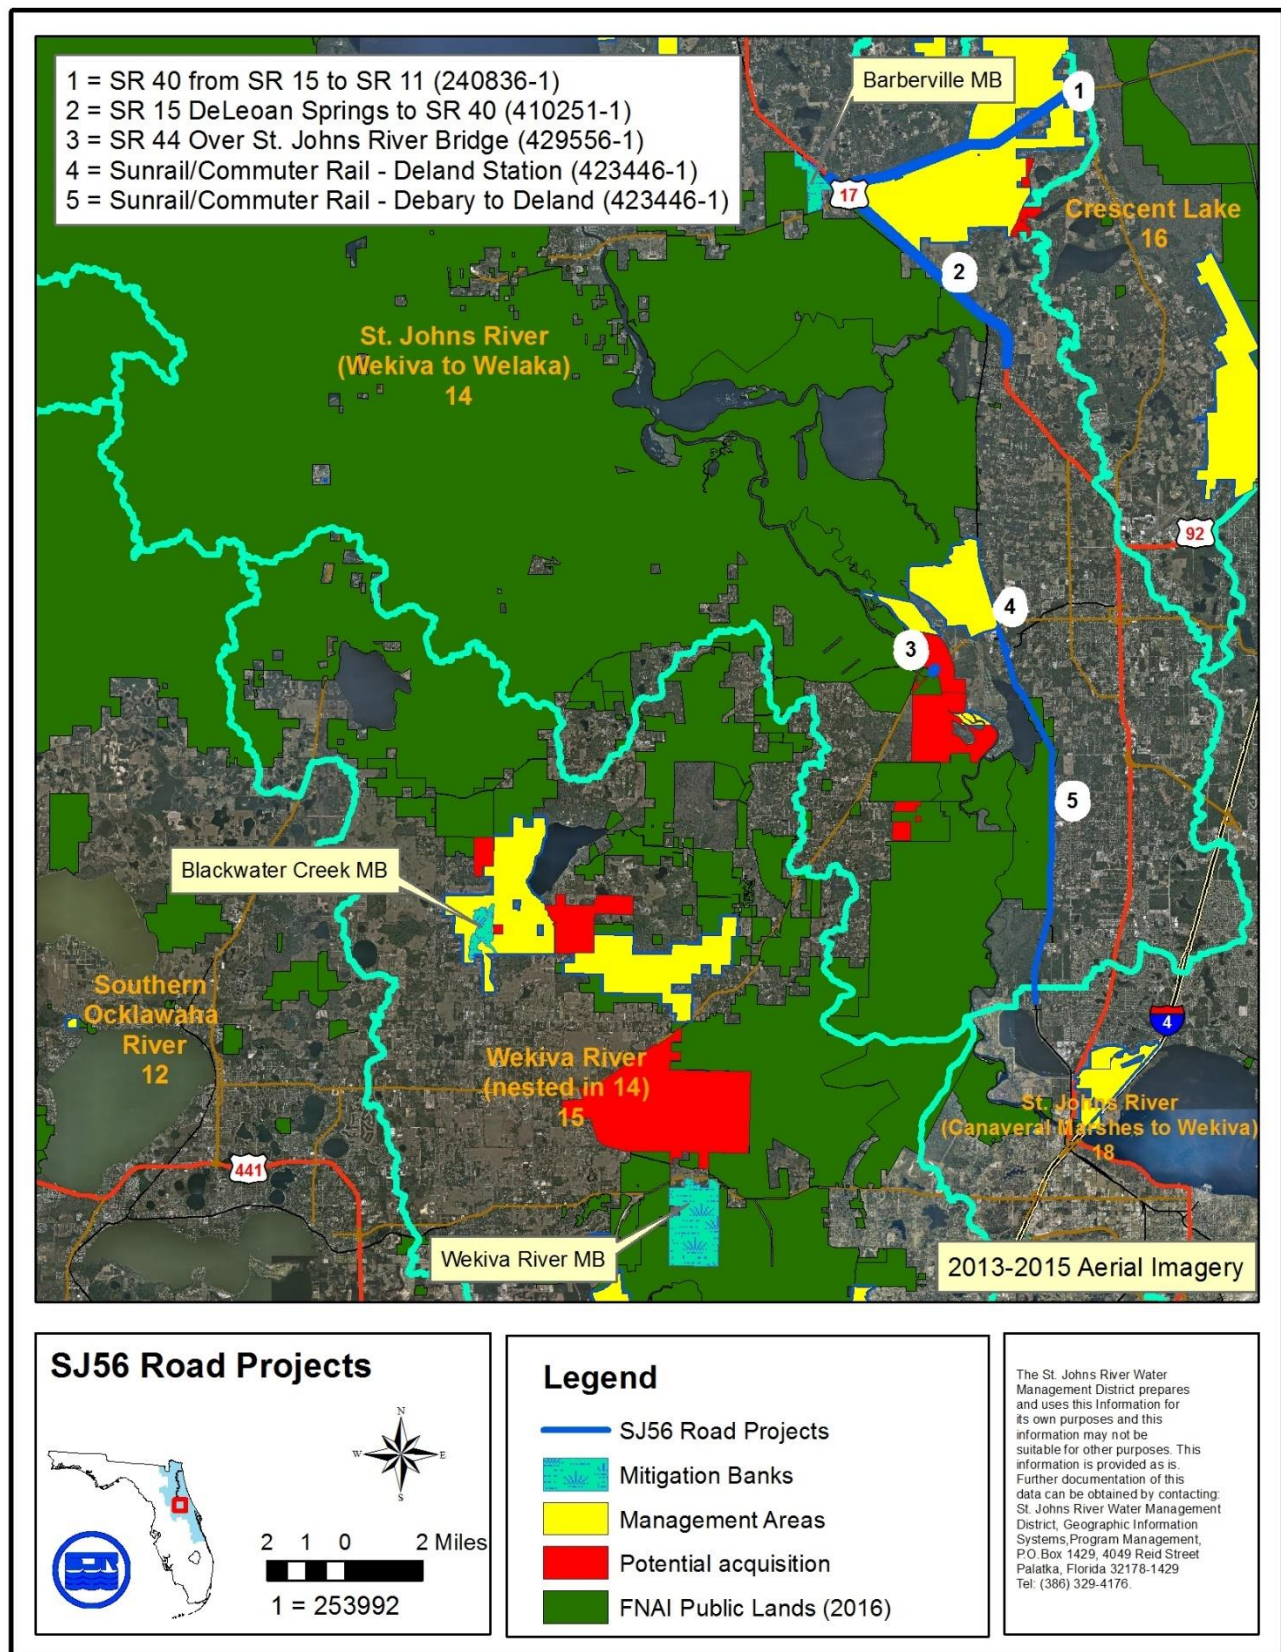 1 = SR 40 from SR 15 to SR 11 (240836-1)
2 = SR 15 DeLeoan Springs to SR 40 (410251-1)
3 = SR 44 Over St. Johns River Bridge (429556-1)
4 = Sunrail/Commuter Rail - Deland Station (423446-1)
5 = Sunrail/Commuter Rail - Debary to Deland (423446-1)
Barberville MB
1
17
Crescent Lake
16
2
St. Johns River
(Wekiva to Welaka)
14
92
4
3
5
Blackwater Creek MB
Southern
Ocklawaha
River
12
4
Wekiva River
(nested in 14)
15
St. Johns River
(Canaveral Marshes to Wekiva)
18
441
Wekiva River MB
2013-2015 Aerial Imagery
SJ56 Road Projects
N
W
E
S
2 1 0 2 Miles
1 = 253992
Legend
SJ56 Road Projects
Mitigation Banks
Management Areas
Potential acquisition
FNAI Public Lands (2016)
The St. Johns River Water
Management District prepares
and uses this Information for
its own purposes and this
information may not be
suitable for other purposes. This
information is provided as is.
Further documentation of this
data can be obtained by contacting:
St. Johns River Water Management
District, Geographic Information
Systems,Program Management,
P.O.Box 1429, 4049 Reid Street
Palatka, Florida 32178-1429
Tel: (386) 329-4176.